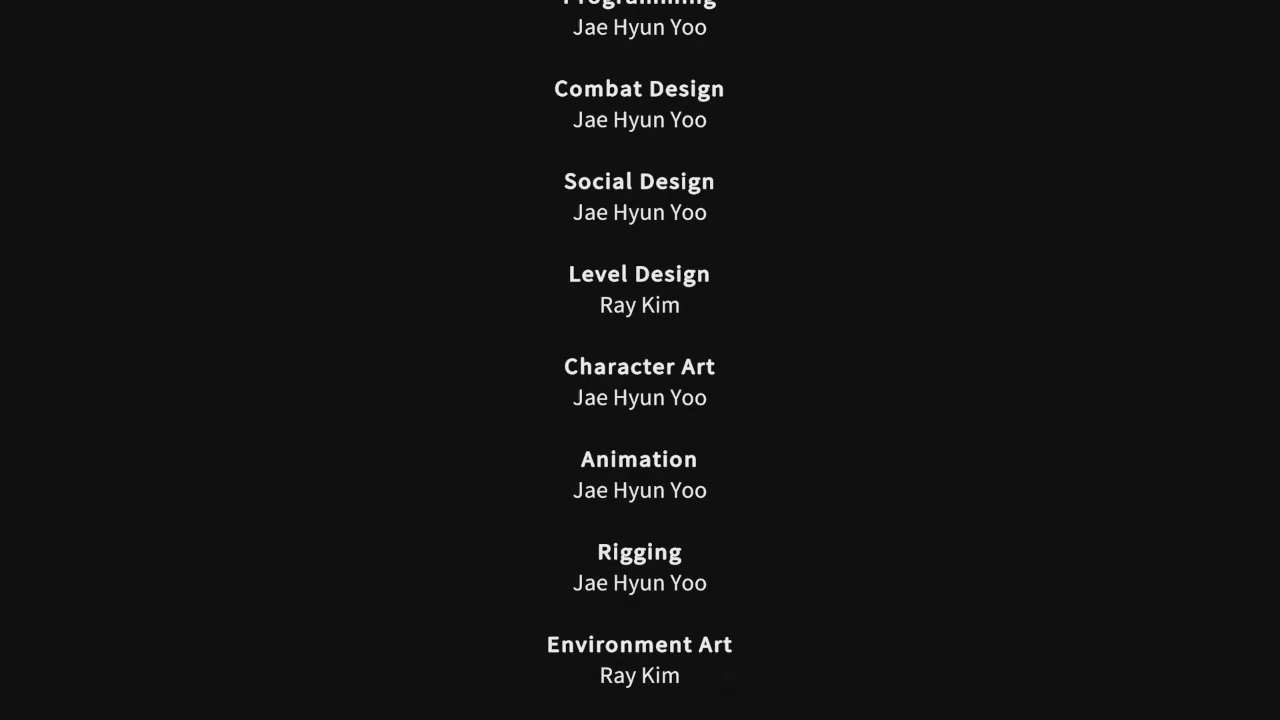 Programming
Jae Hyun Yoo
Combat Design
Jae Hyun Yoo
Social Design
Jae Hyun Yoo
Level Design
Ray Kim
Character Art
Jae Hyun Yoo
Animation
Jae Hyun Yoo
Rigging
Jae Hyun Yoo
Environment Art
Ray Kim